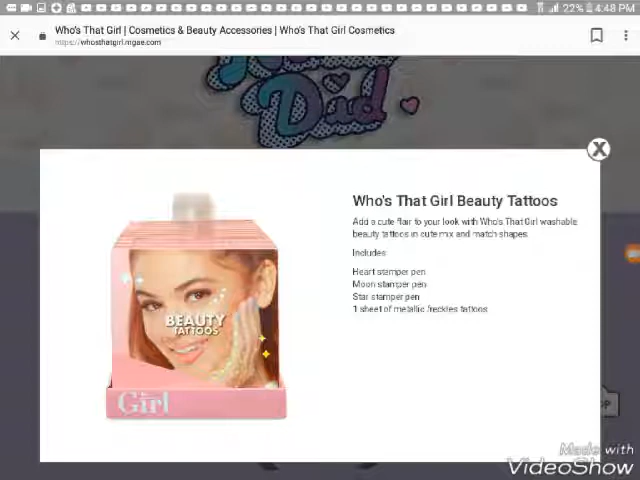 22% 4:48 PM
Who's That Girl | Cosmetics & Beauty Accessories | Who's That Girl Cosmetics
https://whosthatgirl.mgae.com
Did
X
Who's That Girl Beauty Tattoos
Add a cute flair to your look with Who's That Girl washable
beauty tattoos in cute mix and match shapes.
Includes:
Heart stamper pen
Moon stamper pen
Star stamper pen
1 sheet of metallic freckles tattoos
BEAUTY
TATTOOS
Girl
Made with
VideoShow